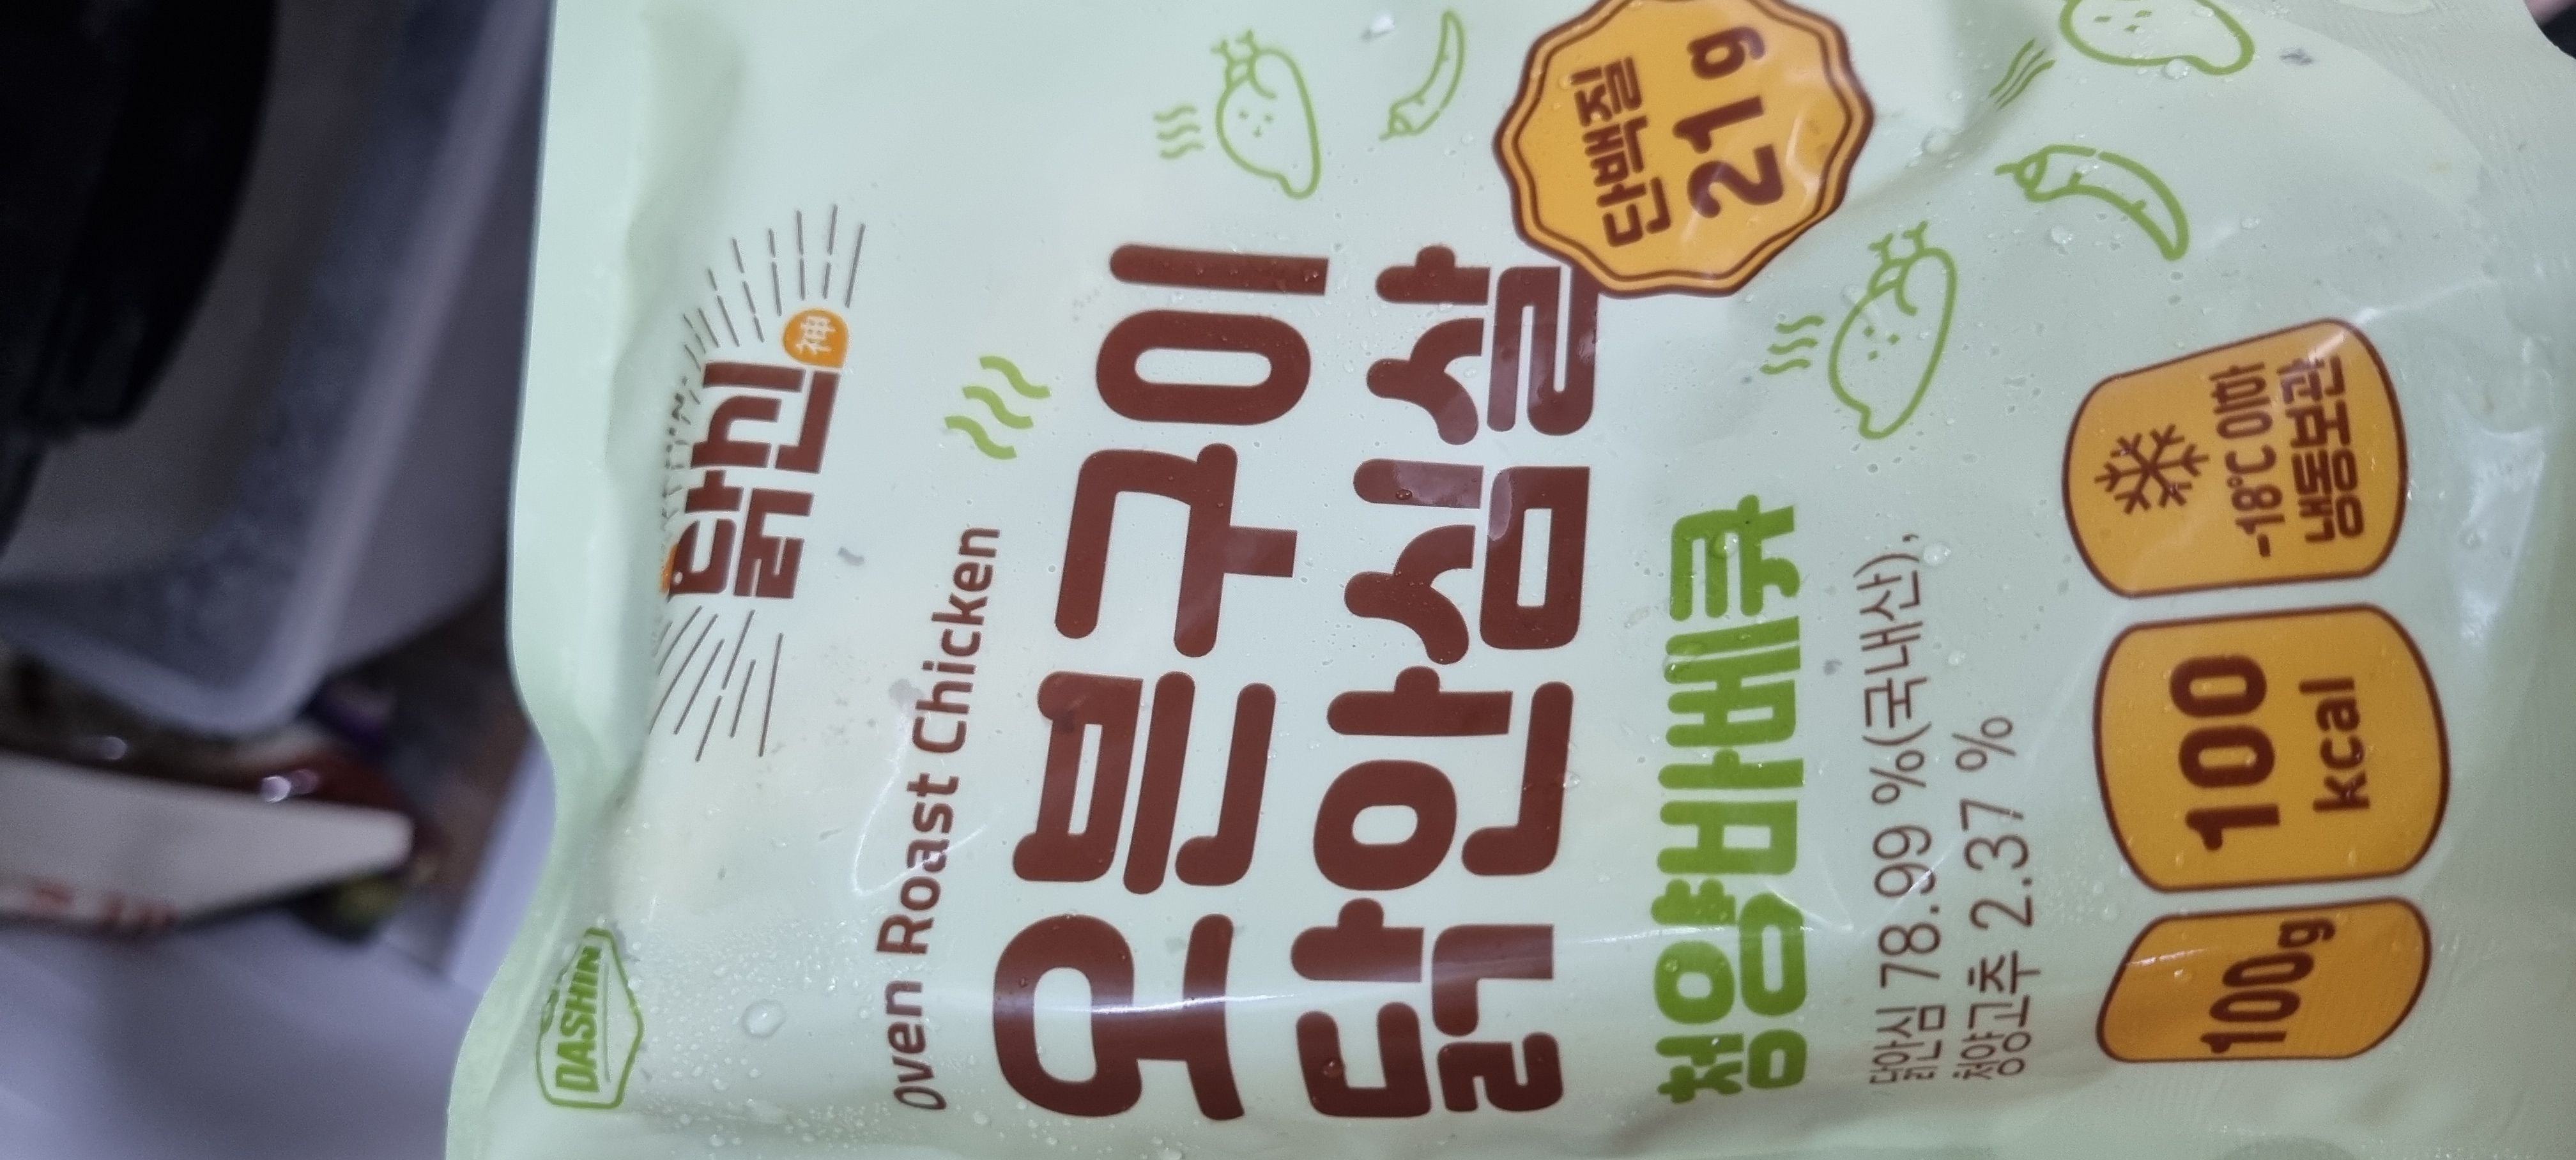 DASHIN
닭신
神
Oven Roast Chicken
오븐구이
닭안심살
단백질
21g
청양바베큐
닭안심 78.99 %(국내산),
청양고추 2.37 %
100g
100
kcal
-18℃ 이하
냉동보관